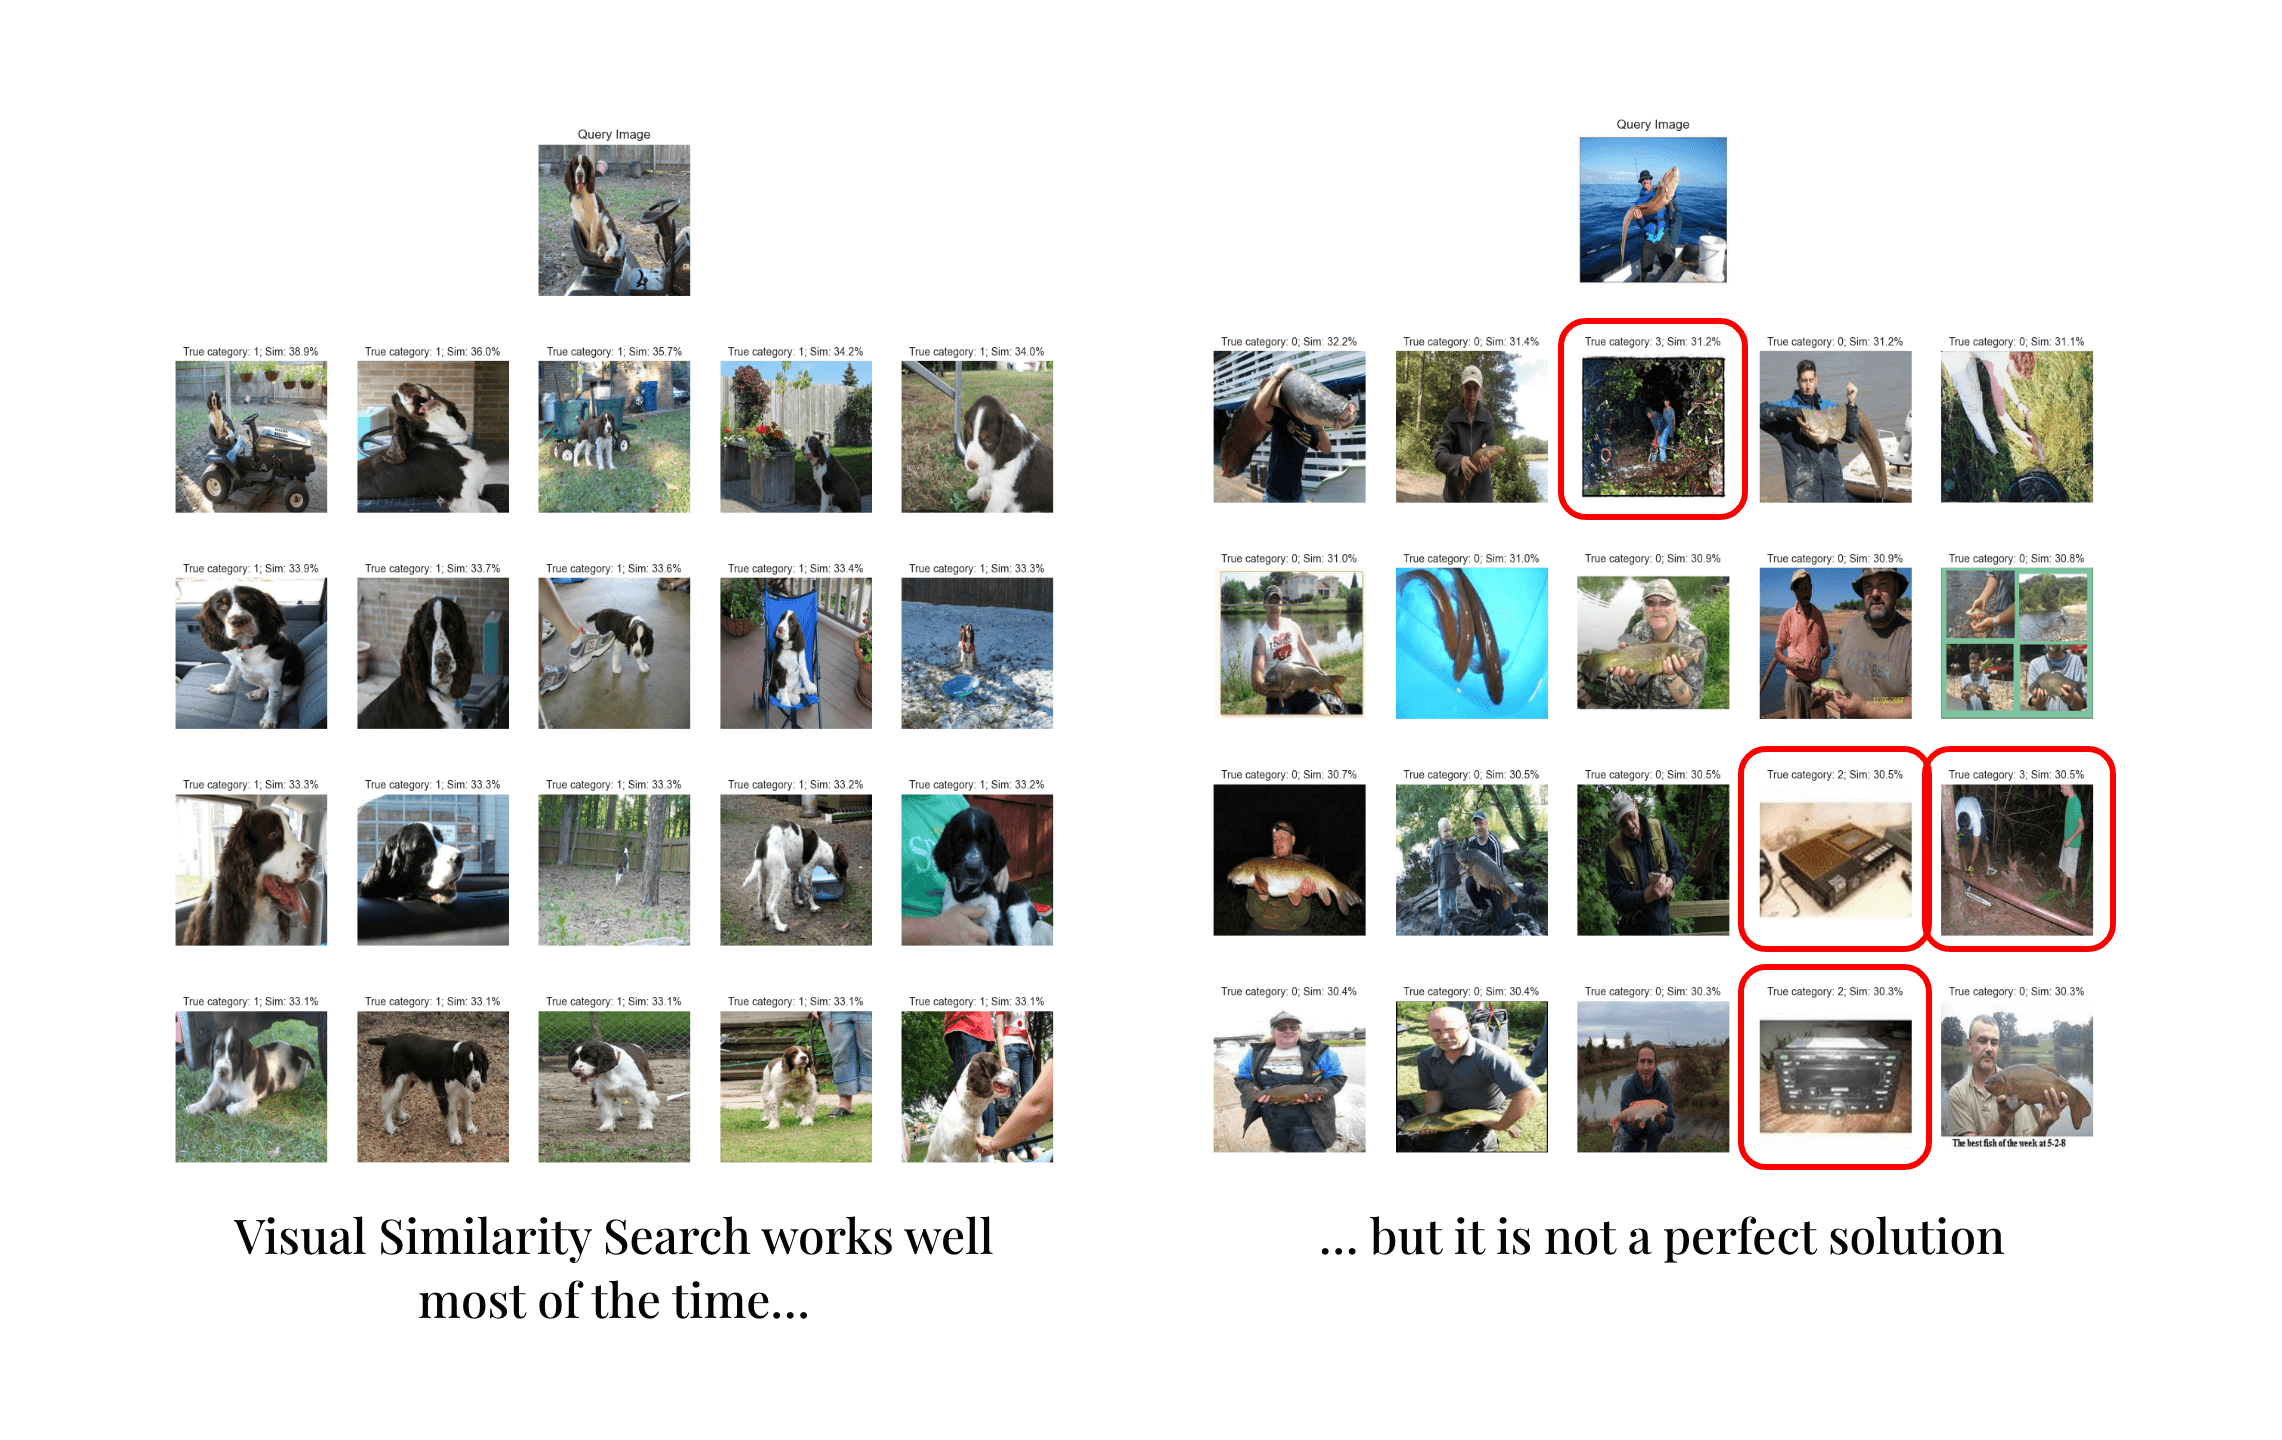 Query Image
True category: 1; Sim: 38.9%
True category: 1; Sim: 36.0%
True category: 1; Sim: 35.7%
True category: 1; Sim: 34.2%
True category: 1; Sim: 34.0%
True category: 1; Sim: 33.9%
True category: 1; Sim: 33.7%
True category: 1; Sim: 33.6%
True category: 1; Sim: 33.4%
True category: 1; Sim: 33.3%
True category: 1; Sim: 33.3%
True category: 1; Sim: 33.3%
True category: 1; Sim: 33.3%
True category: 1; Sim: 33.2%
True category: 1; Sim: 33.2%
True category: 1; Sim: 33.1%
True category: 1; Sim: 33.1%
True category: 1; Sim: 33.1%
True category: 1; Sim: 33.1%
True category: 1; Sim: 33.1%
Visual Similarity Search works well
most of the time...
Query Image
True category: 0; Sim: 32.2%
True category: 0; Sim: 31.4%
True category: 3; Sim: 31.2%
True category: 0; Sim: 31.2%
True category: 0; Sim: 31.1%
True category: 0; Sim: 31.0%
True category: 0; Sim: 31.0%
True category: 0; Sim: 30.9%
True category: 0; Sim: 30.9%
True category: 0; Sim: 30.8%
True category: 0; Sim: 30.7%
True category: 0; Sim: 30.5%
True category: 0; Sim: 30.5%
True category: 2; Sim: 30.5%
True category: 3; Sim: 30.5%
True category: 0; Sim: 30.4%
True category: 0; Sim: 30.4%
True category: 0; Sim: 30.3%
True category: 2; Sim: 30.3%
True category: 0; Sim: 30.3%
The best fish of the week at 5-2-8
... but it is not a perfect solution